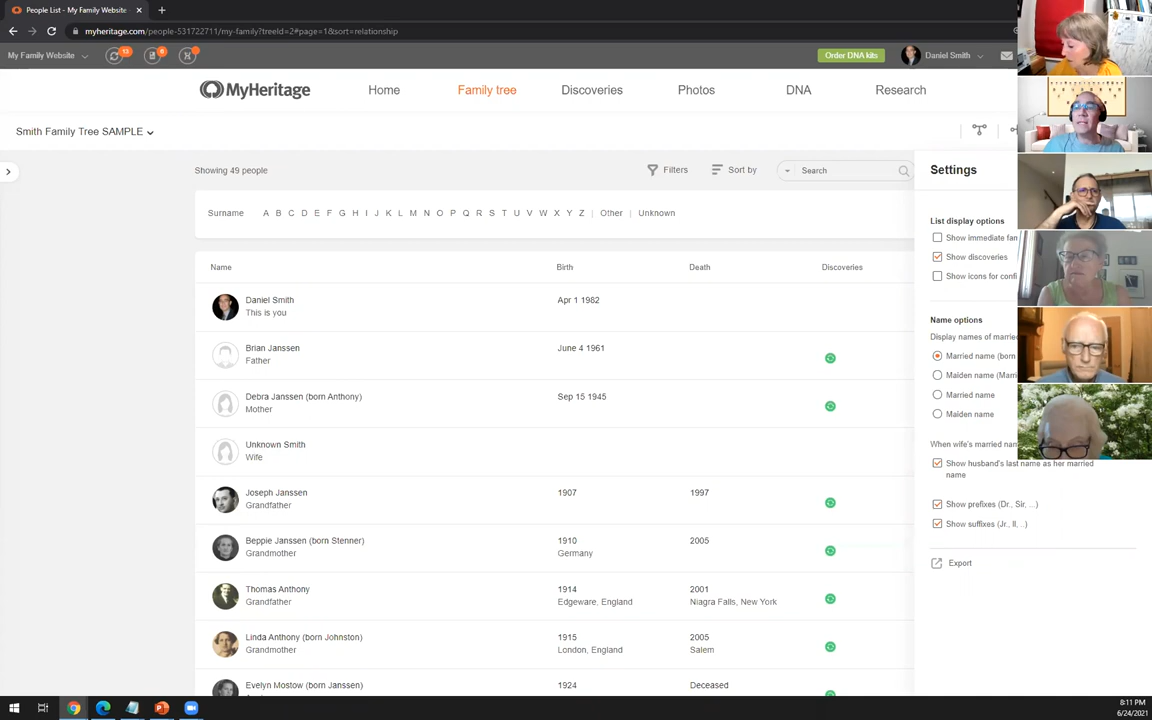 People List - My Family Website
myheritage.com/people-531722711/my-family?treeId=2#page=1&sort=relationship
My Family Website
13
6
Order DNA kits
Daniel Smith
MyHeritage
Home
Family tree
Discoveries
Photos
DNA
Research
Smith Family Tree SAMPLE
Showing 49 people
Filters
Sort by
Search
Surname A B C D E F G H I J K L M N O P Q R S T U V W X Y Z | Other | Unknown
Name Birth Death Discoveries
Daniel Smith Apr 1 1982
This is you
Brian Janssen June 4 1961
Father
Debra Janssen (born Anthony) Sep 15 1945
Mother
Unknown Smith
Wife
Joseph Janssen 1907 1997
Grandfather
Beppie Janssen (born Stenner) 1910 2005
Grandmother Germany
Thomas Anthony 1914 2001
Grandfather Edgeware, England Niagra Falls, New York
Linda Anthony (born Johnston) 1915 2005
Grandmother London, England Salem
Evelyn Mostow (born Janssen) 1924 Deceased
Settings
List display options
Show immediate fam
Show discoveries
Show icons for confi
Name options
Display names of married
Married name (born
Maiden name (Marri
Married name
Maiden name
When wife's married nam
Show husband's last name as her married
name
Show prefixes (Dr., Sir, ...)
Show suffixes (Jr., II, ..)
Export
8:11 PM
6/24/2021